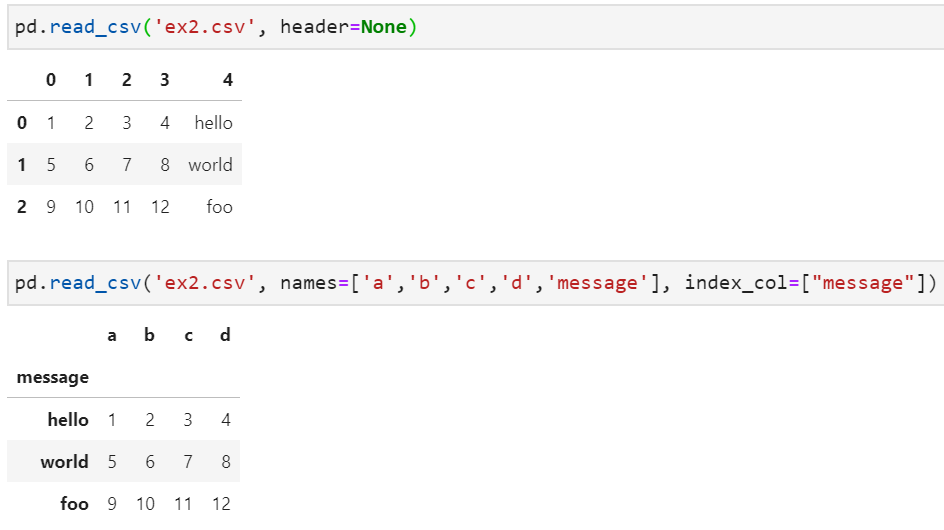 pd.read_csv('ex2.csv', header=None)
0 1 2 3 4
0 1 2 3 4 hello
1 5 6 7 8 world
2 9 10 11 12 foo
pd.read_csv('ex2.csv', names=['a','b','c','d','message'], index_col=["message"])
a b c d
message
hello 1 2 3 4
world 5 6 7 8
foo 9 10 11 12